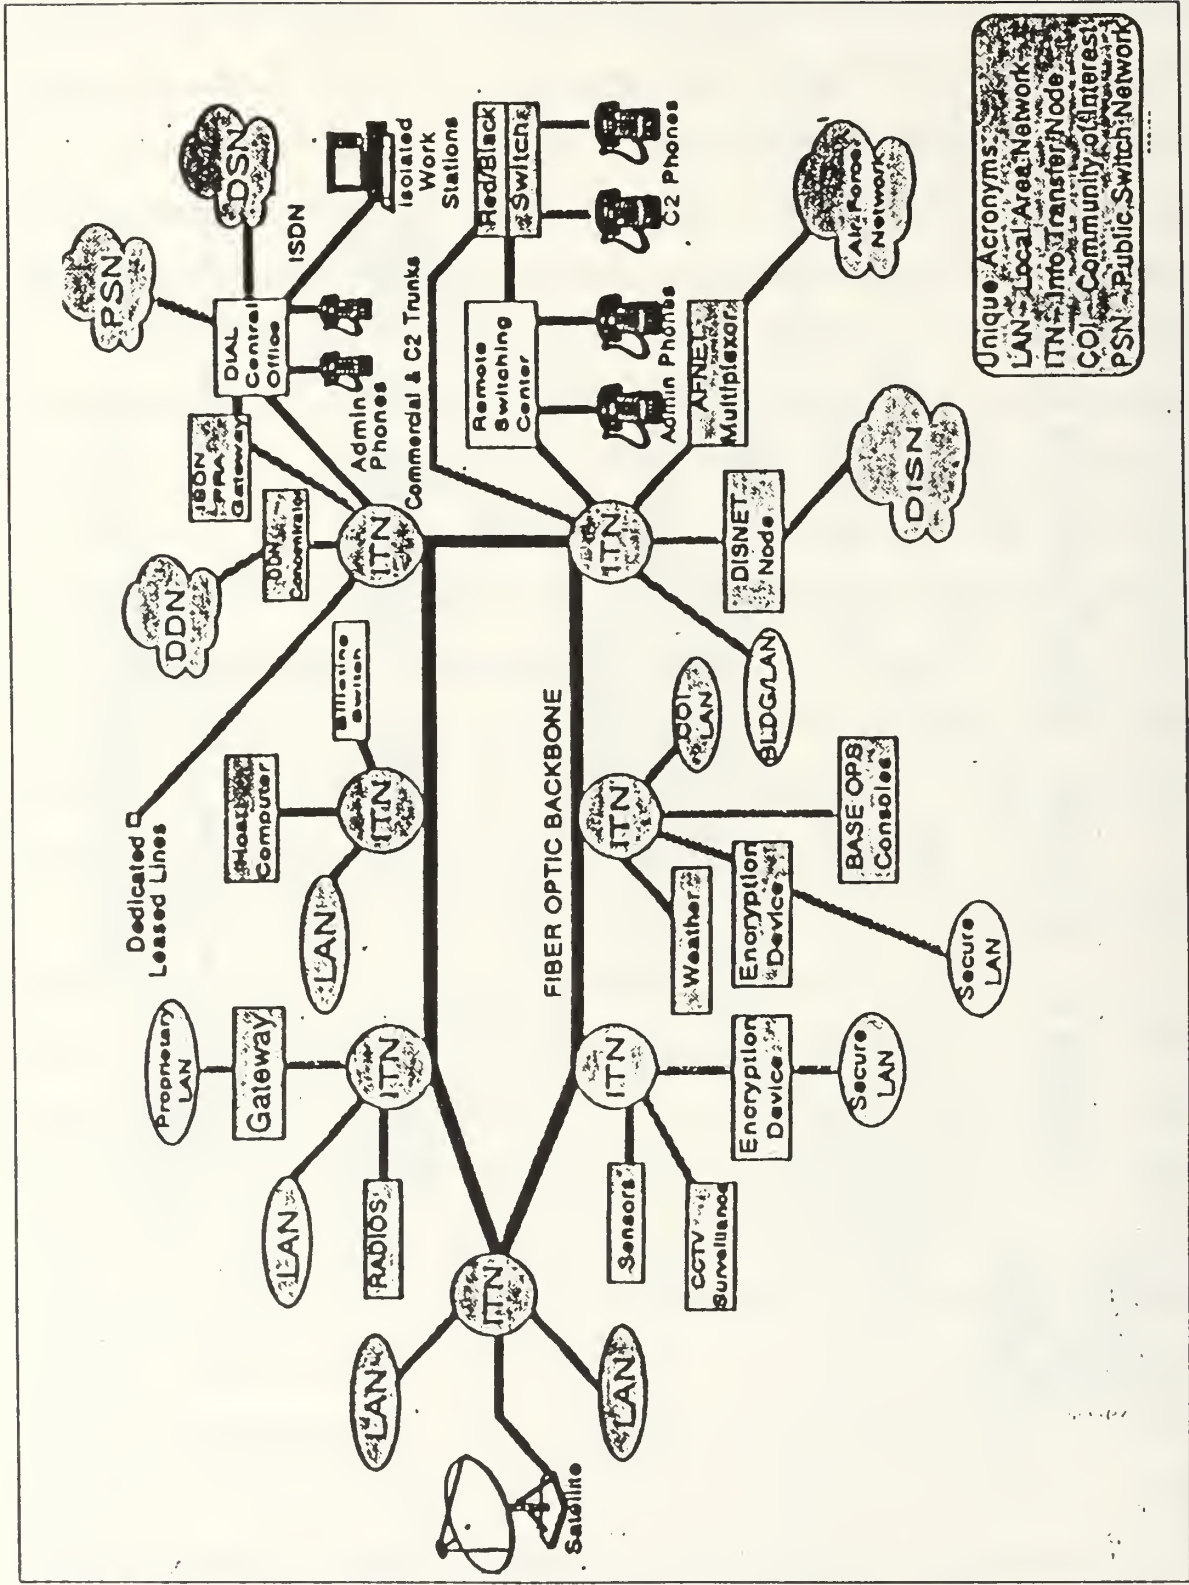 PSN
DSN
DIAL
Central
Office
ISDN
Isolated
Work
Stations
Admin
Phones
Gateway
DDN
ITN
Dedicated
Leased Lines
Host
Computer
ITN
LAN
Proprietary
LAN
Gateway
ITN
LAN
RADIOS
Commercial & C2 Trunks
Red/Black
Switch
C2 Phones
Remote
Switching
Center
Admin Phones
ITN
AFNET
Multiplexor
Air Force
Network
DISNET
Node
DISN
BLDG/LAN
FIBER OPTIC BACKBONE
ITN
COI
LAN
BASE OPS
Consoles
Encryption
Device
Secure
LAN
Weather
ITN
Encryption
Device
Secure
LAN
Sensors
CCTV
Surveillance
ITN
LAN
LAN
Satellite
Unique Acronyms
LAN - Local Area Network
ITN - Info Transfer Node
COI - Community of Interest
PSN - Public Switch Network